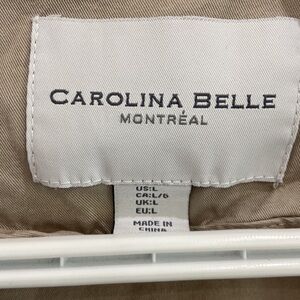 CAROLINA BELLE
MONTRÉAL
US:L
CA:L/G
UK:L
EU:L
MADE IN
CHINA